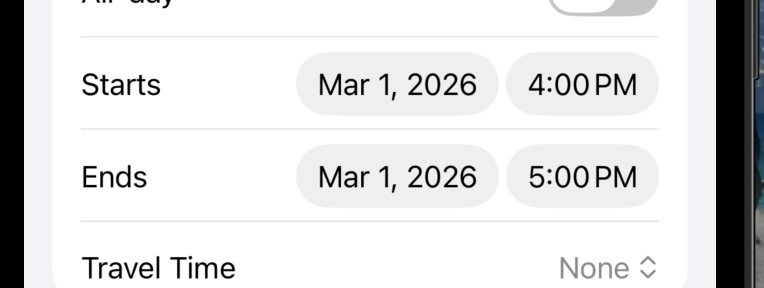 Starts Mar 1, 2026 4:00 PM
Ends Mar 1, 2026 5:00 PM
Travel Time None